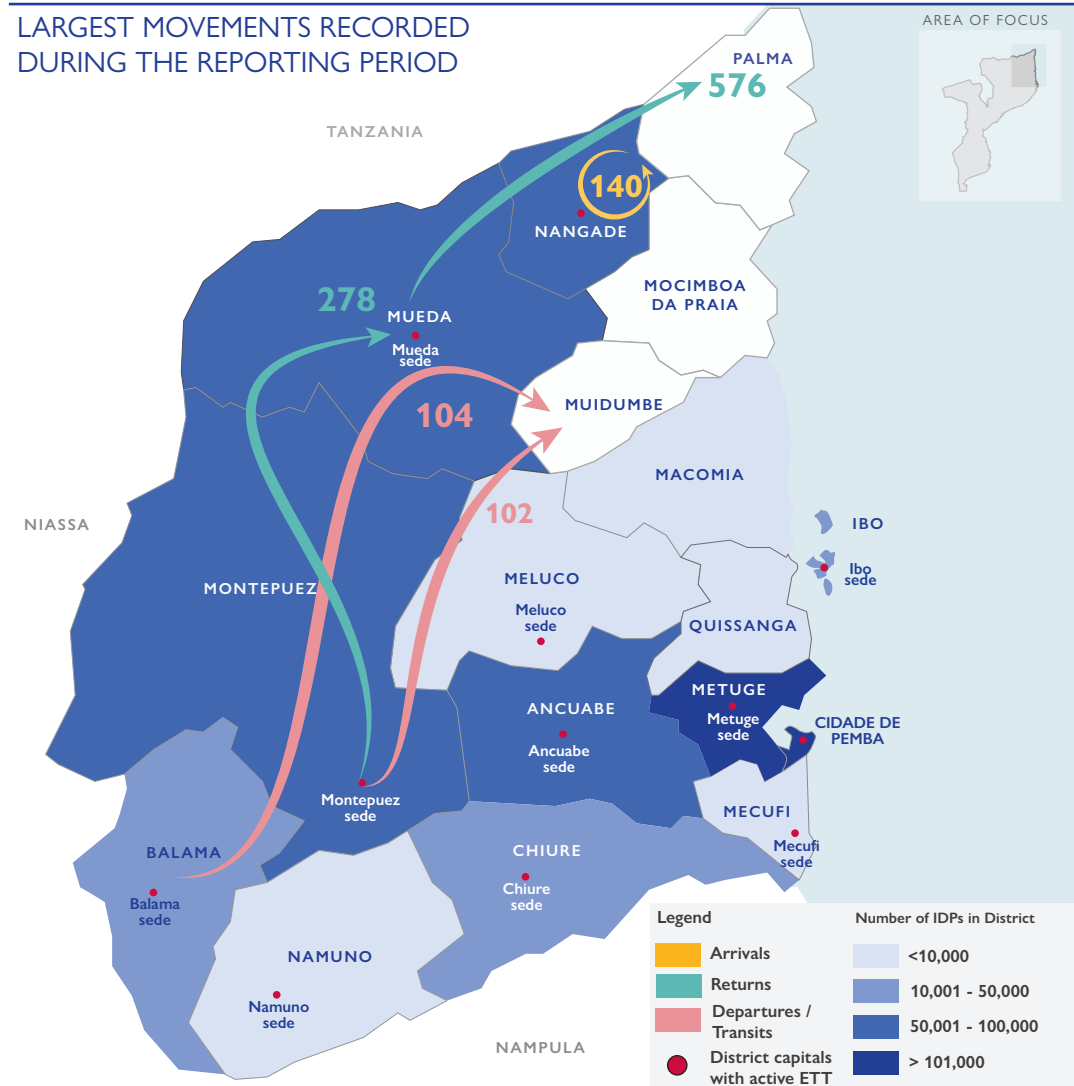 LARGEST MOVEMENTS RECORDED
DURING THE REPORTING PERIOD
AREA OF FOCUS
PALMA
576
TANZANIA
140
NANGADE
MOCIMBOA
DA PRAIA
278
MUEDA
Mueda
sede
104
MUIDUMBE
MACOMIA
102
NIASSA
IBO
Ibo
sede
MONTEPUEZ
MELUCO
Meluco
sede
QUISSANGA
METUGE
Metuge
sede
ANCUABE
Ancuabe
sede
CIDADE DE
PEMBA
Montepuez
sede
MECUFI
Mecufi
sede
BALAMA
Balama
sede
CHIURE
Chiure
sede
NAMUNO
Namuno
sede
NAMPULA
Legend
Arrivals
Returns
Departures /
Transits
District capitals
with active ETT
Number of IDPs in District
<10,000
10,001 - 50,000
50,001 - 100,000
> 101,000